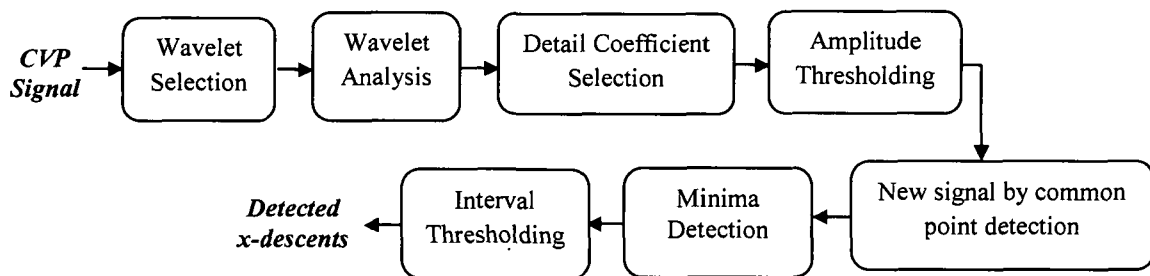 CVP
Signal
Wavelet
Selection
Wavelet
Analysis
Detail Coefficient
Selection
Amplitude
Thresholding
New signal by common
point detection
Minima
Detection
Interval
Thresholding
Detected
x-descents